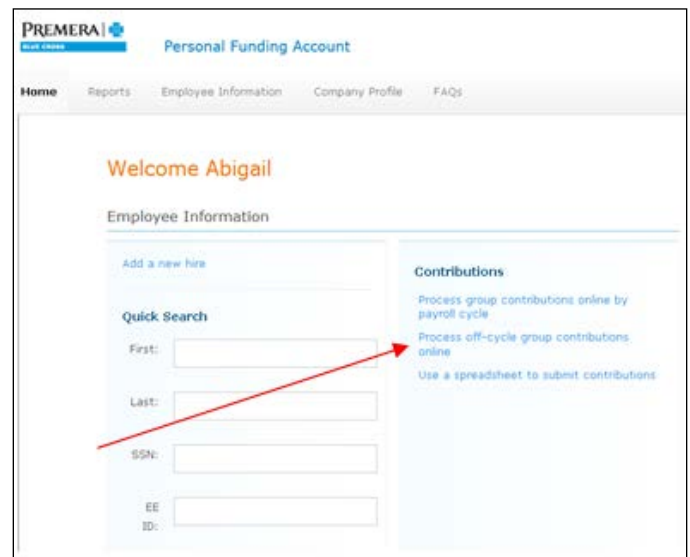 PREMERA
BLUE CROSS
Personal Funding Account
Home Reports Employee Information Company Profile FAQs
Welcome Abigail
Employee Information
Add a new hire
Quick Search
First:
Last:
SSN:
EE
ID:
Contributions
Process group contributions online by
payroll cycle
Process off-cycle group contributions
online
Use a spreadsheet to submit contributions